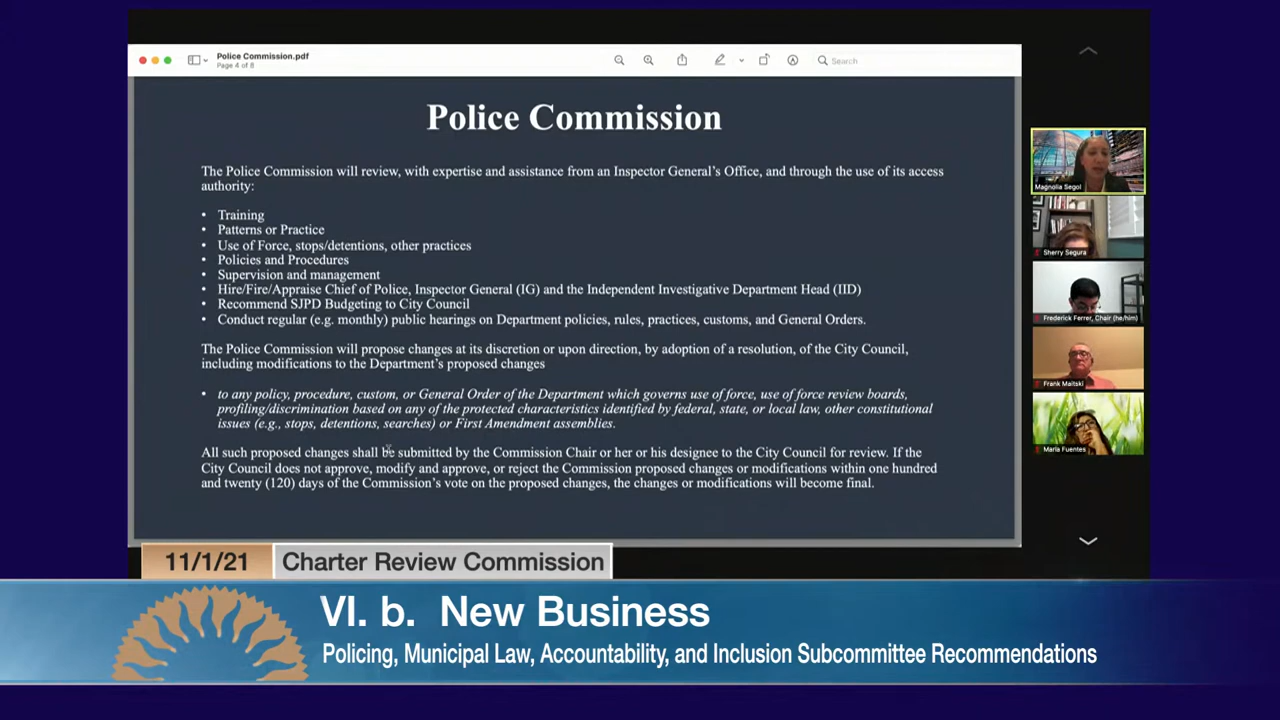 Police Commission.pdf
Page 4 of 8
Search
Police Commission
The Police Commission will review, with expertise and assistance from an Inspector General's Office, and through the use of its access
authority:
• Training
• Patterns or Practice
• Use of Force, stops/detentions, other practices
• Policies and Procedures
• Supervision and management
• Hire/Fire/Appraise Chief of Police, Inspector General (IG) and the Independent Investigative Department Head (IID)
• Recommend SJPD Budgeting to City Council
• Conduct regular (e.g. monthly) public hearings on Department policies, rules, practices, customs, and General Orders.
The Police Commission will propose changes at its discretion or upon direction, by adoption of a resolution, of the City Council,
including modifications to the Department's proposed changes
• to any policy, procedure, custom, or General Order of the Department which governs use of force, use of force review boards,
profiling/discrimination based on any of the protected characteristics identified by federal, state, or local law, other constitutional
issues (e.g., stops, detentions, searches) or First Amendment assemblies.
All such proposed changes shall be submitted by the Commission Chair or her or his designee to the City Council for review. If the
City Council does not approve, modify and approve, or reject the Commission proposed changes or modifications within one hundred
and twenty (120) days of the Commission's vote on the proposed changes, the changes or modifications will become final.
Magnolia Segol
Sherry Segura
Frederick Ferrer, Chair (he/him)
Frank Maitski
Marla Fuentes
11/1/21
Charter Review Commission
VI. b. New Business
Policing, Municipal Law, Accountability, and Inclusion Subcommittee Recommendations